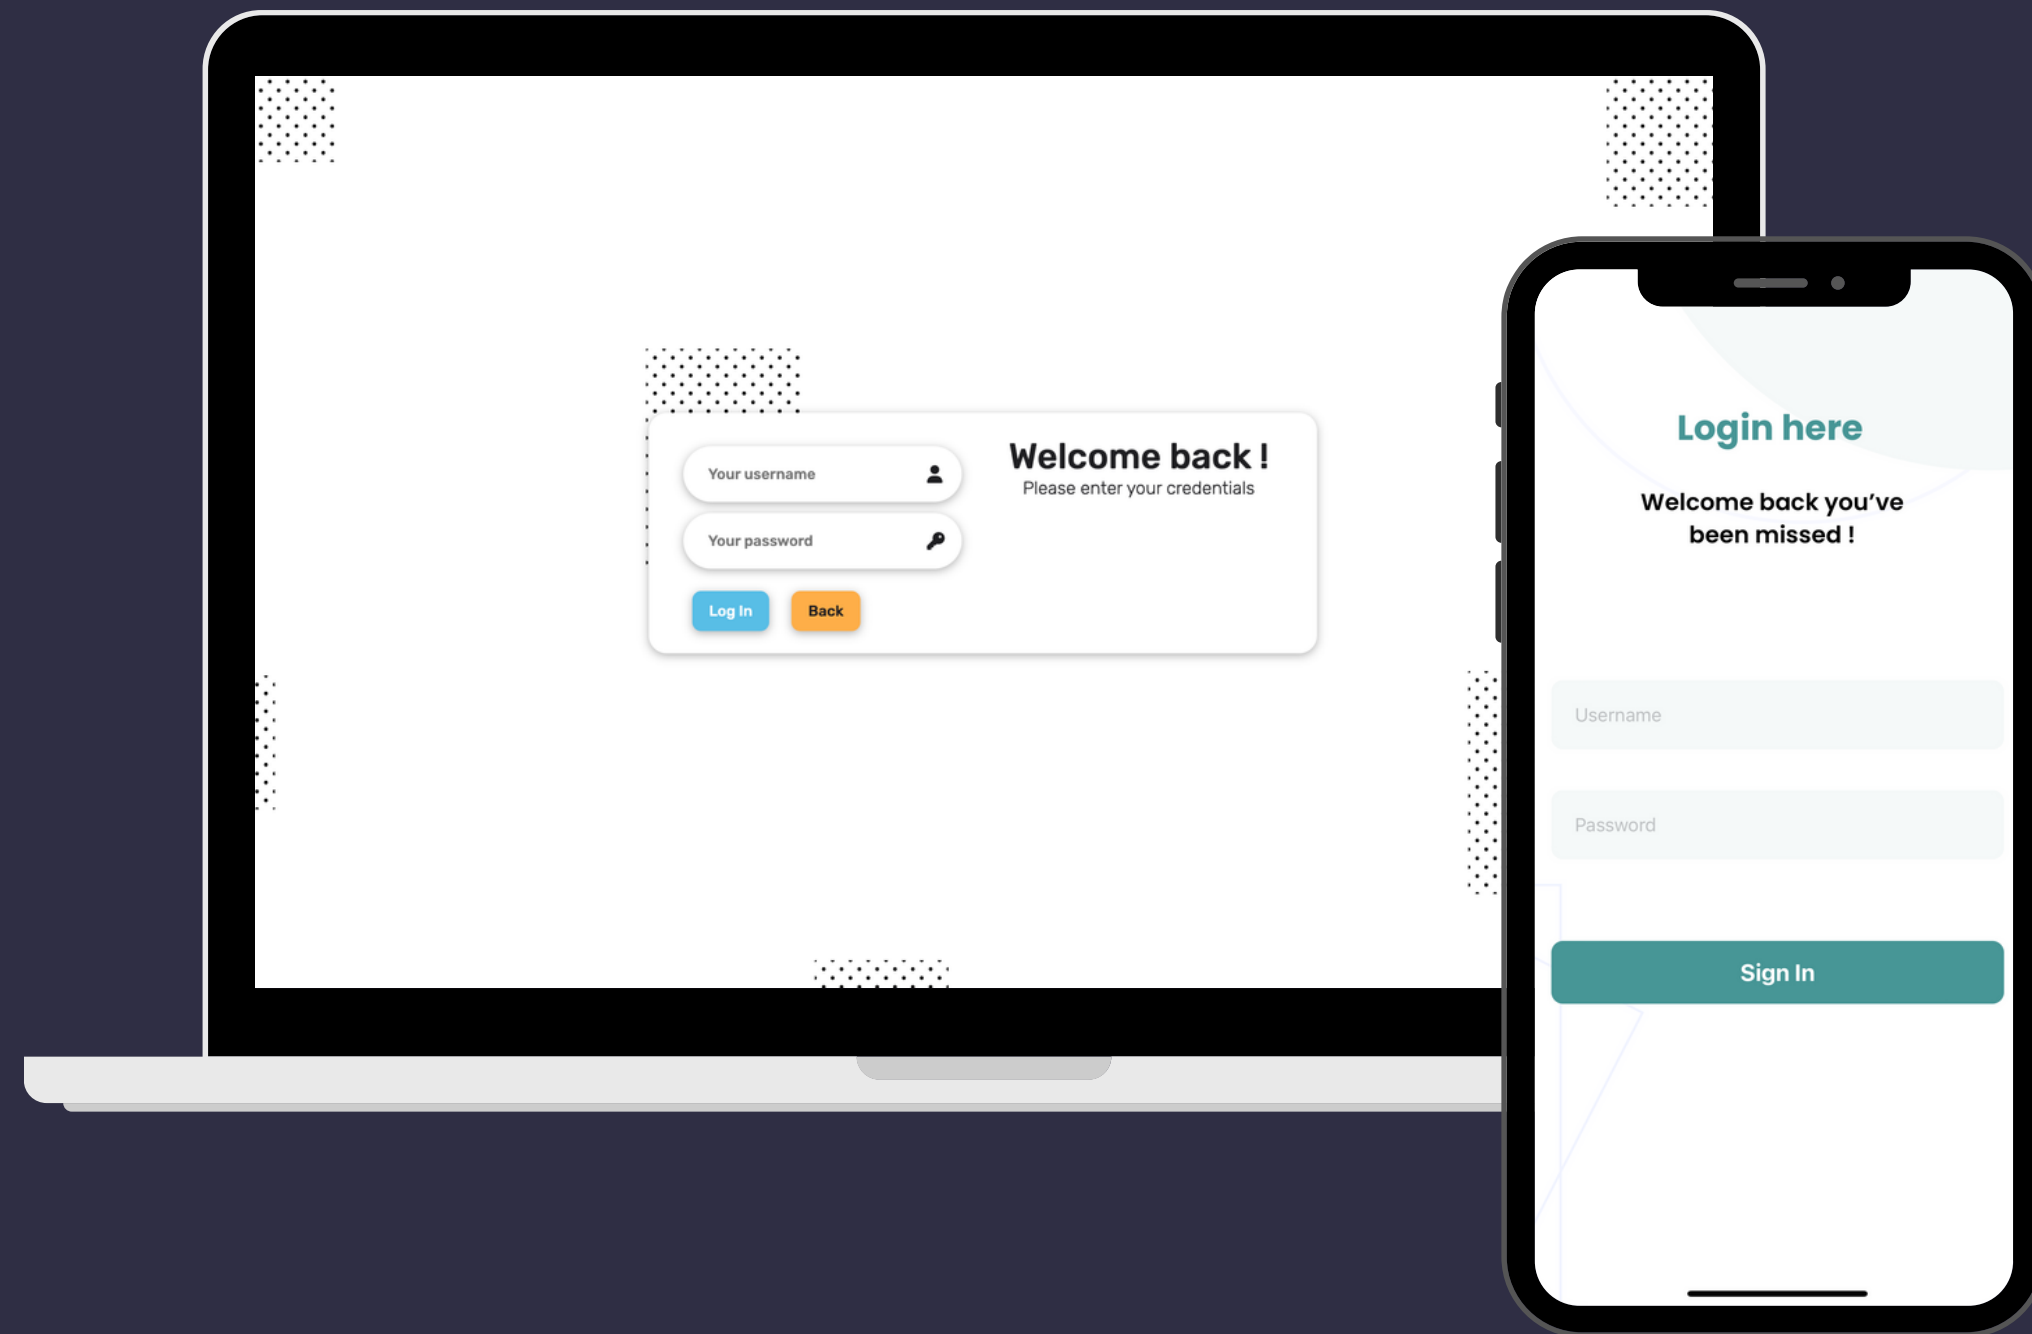 Your username
Your password
Log In
Back
Welcome back !
Please enter your credentials
Login here
Welcome back you’ve
been missed !
Username
Password
Sign In